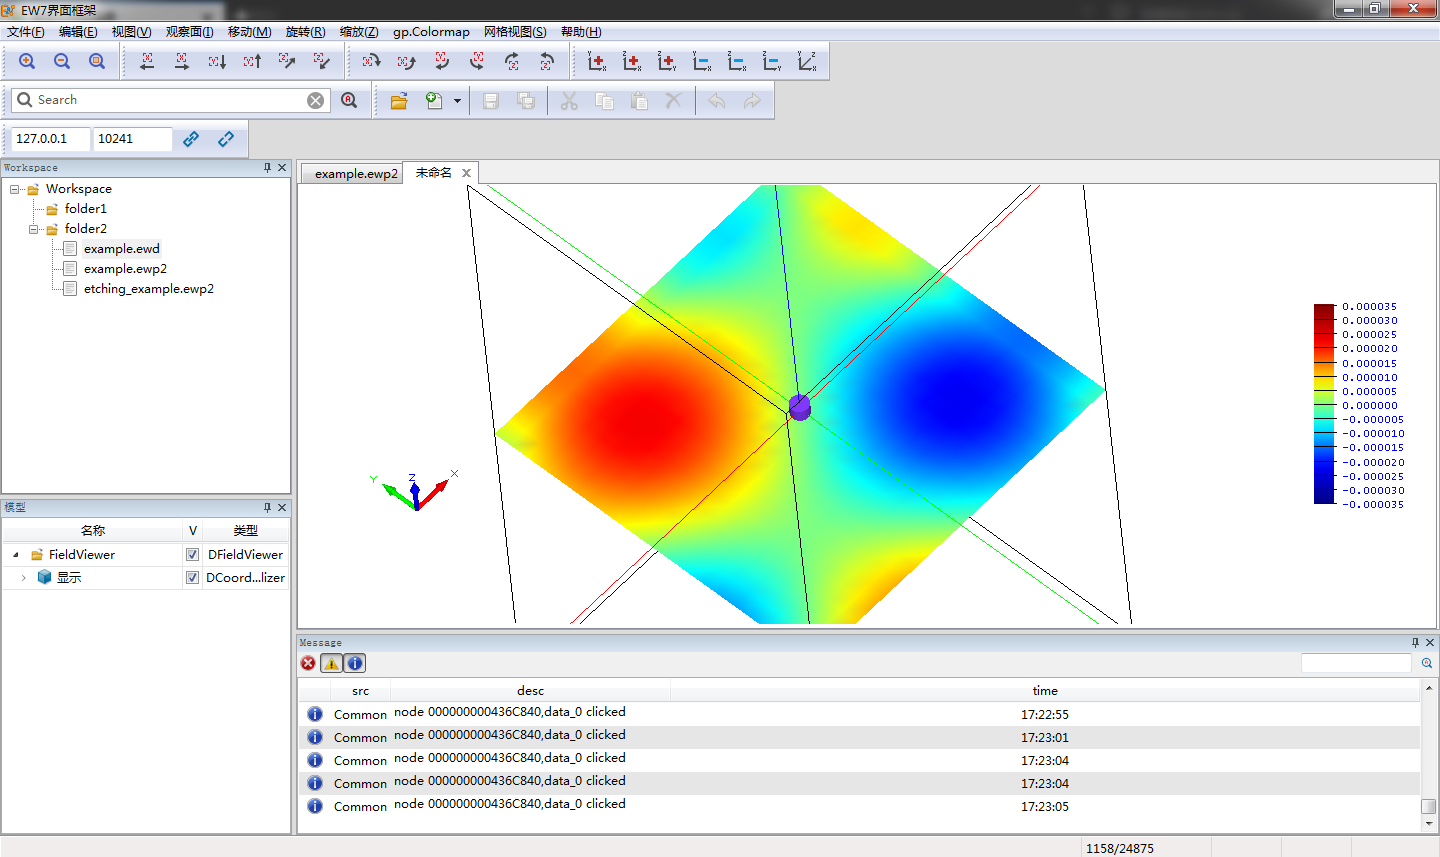 EW7界面框架
文件(F) 编辑(E) 视图(V) 观察面(I) 移动(M) 旋转(R) 缩放(Z) gp.Colormap 网格视图(S) 帮助(H)
Search
127.0.0.1 10241
Workspace
Workspace
folder1
folder2
example.ewd
example.ewp2
etching_example.ewp2
模型
名称 V 类型
FieldViewer DFieldViewer
显示 DCoord...lizer
example.ewp2 未命名
Y Z X
0.000035
0.000030
0.000025
0.000020
0.000015
0.000010
0.000005
0.000000
-0.000005
-0.000010
-0.000015
-0.000020
-0.000025
-0.000030
-0.000035
Message
src desc time
Common node 000000000436C840,data_0 clicked 17:22:55
Common node 000000000436C840,data_0 clicked 17:23:01
Common node 000000000436C840,data_0 clicked 17:23:04
Common node 000000000436C840,data_0 clicked 17:23:04
Common node 000000000436C840,data_0 clicked 17:23:05
1158/24875